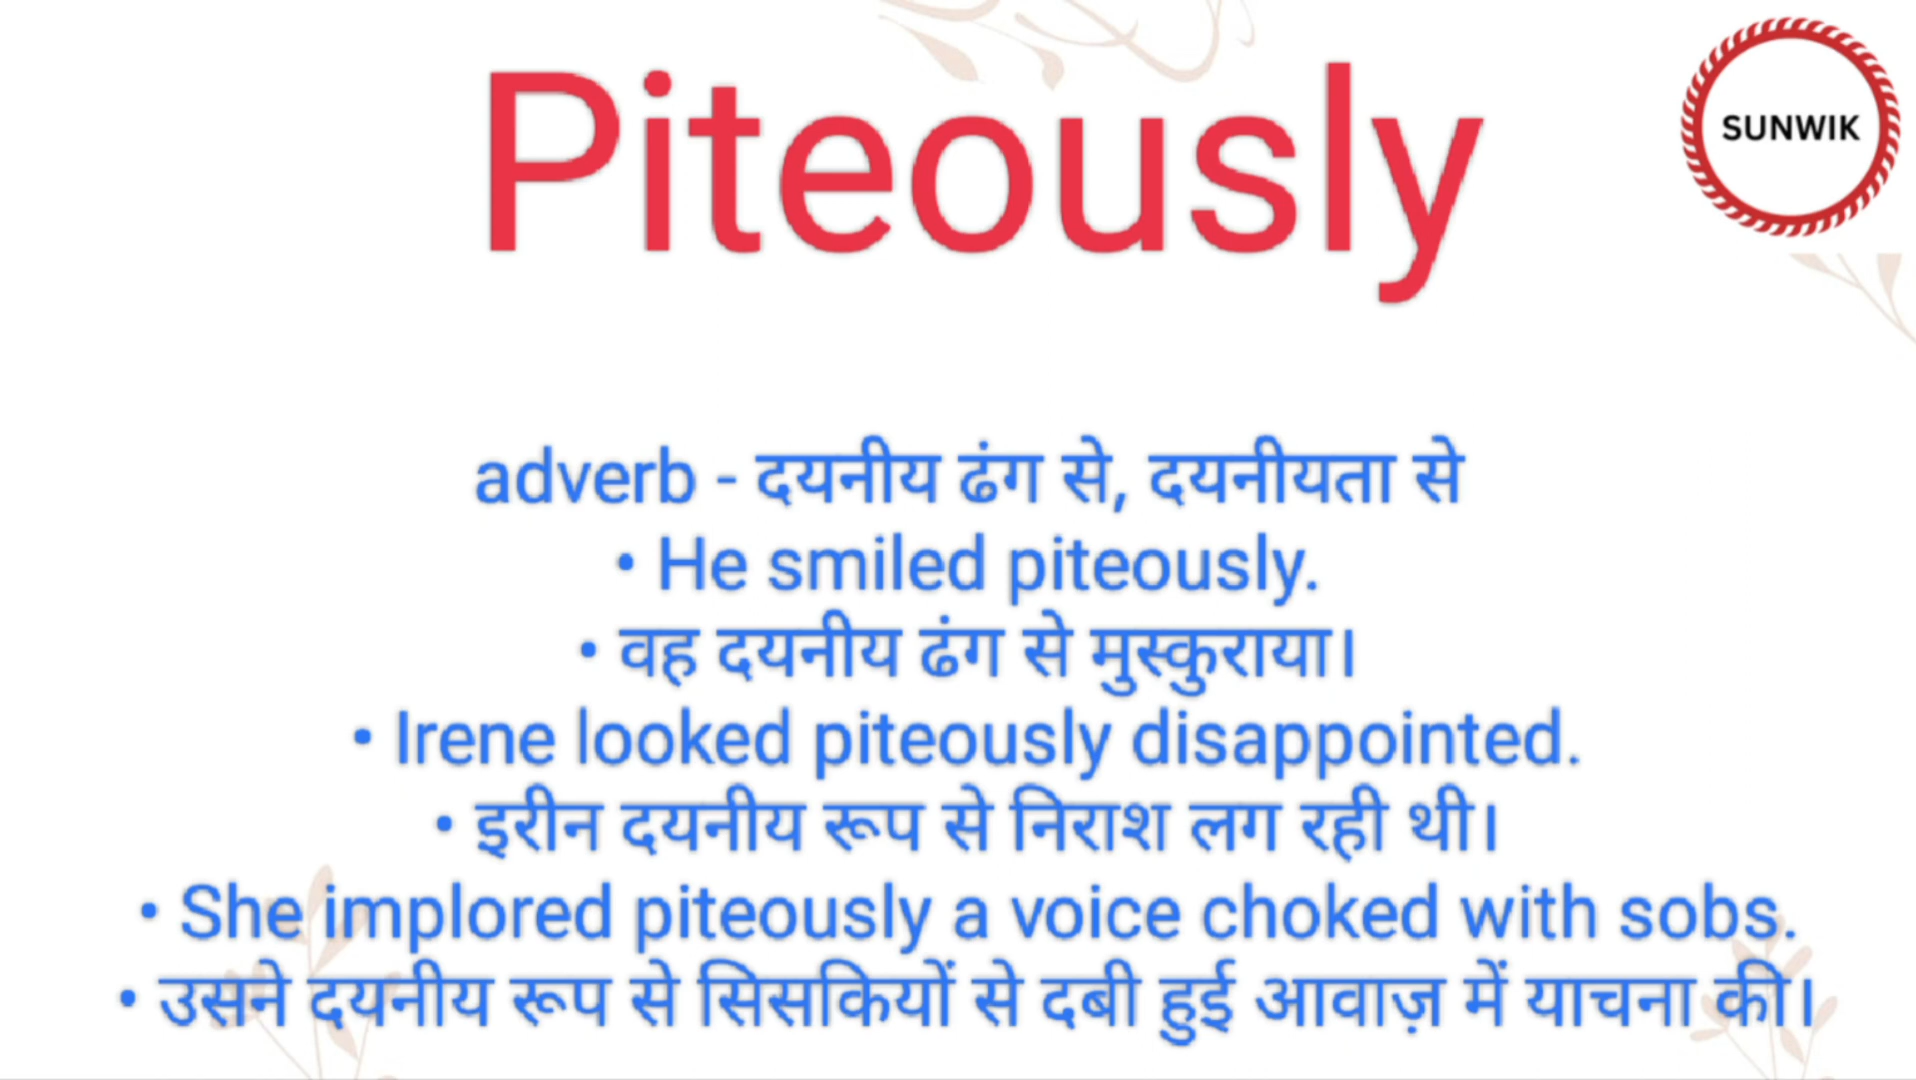 Piteously
SUNWIK
adverb - दयनीय ढंग से, दयनीयता से
• He smiled piteously.
• वह दयनीय ढंग से मुस्कुराया।
• Irene looked piteously disappointed.
• इरीन दयनीय रूप से निराश लग रही थी।
• She implored piteously a voice choked with sobs.
• उसने दयनीय रूप से सिसकियों से दबी हुई आवाज़ में याचना की।